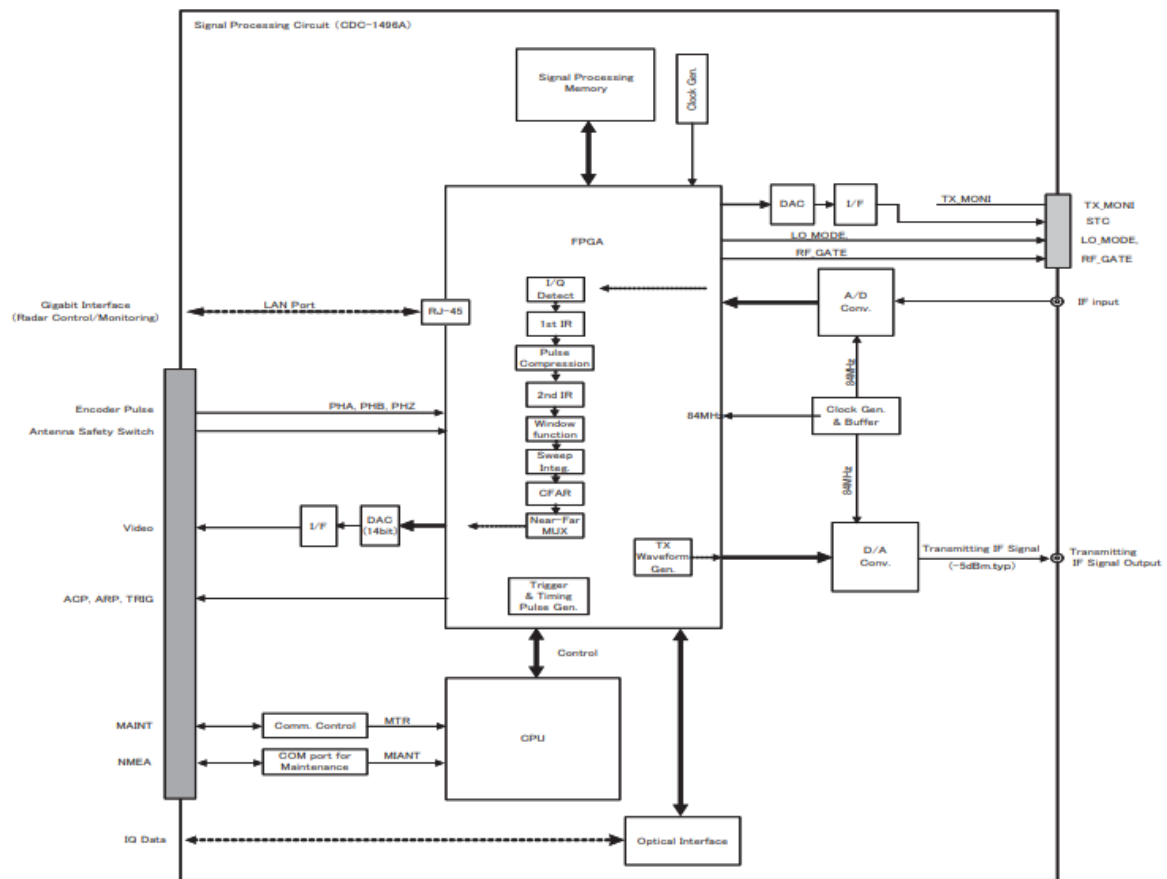 Signal Processing Circuit (CDC-1496A)
Signal Processing
Memory
Clock Gen.
FPGA
DAC
I/F
TX_MONI
TX_MONI
STC
LO_MODE,
LO_MODE,
RF_GATE
RF_GATE
I/Q
Detect
A/D
Conv.
IF input
Gigabit Interface
(Radar Control/Monitoring)
LAN Port
RJ-45
1st IR
Pulse
Compression
84MHz
2nd IR
Encoder Pulse
PHA, PHB, PHZ
Antenna Safety Switch
Window
function
84MHz
Clock Gen.
& Buffer
Sweep
Integ.
84MHz
CFAR
Video
I/F
DAC
(14bit)
Near-Far
MUX
TX
Waveform
Gen.
D/A
Conv.
Transmitting IF Signal
(-5dBm.typ)
Transmitting
IF Signal Output
Trigger
& Timing
Pulse Gen.
ACP, ARP, TRIG
Control
CPU
MAINT
Comm. Control
MTR
NMEA
COM port for
Maintenance
MIANT
IQ Data
Optical Interface